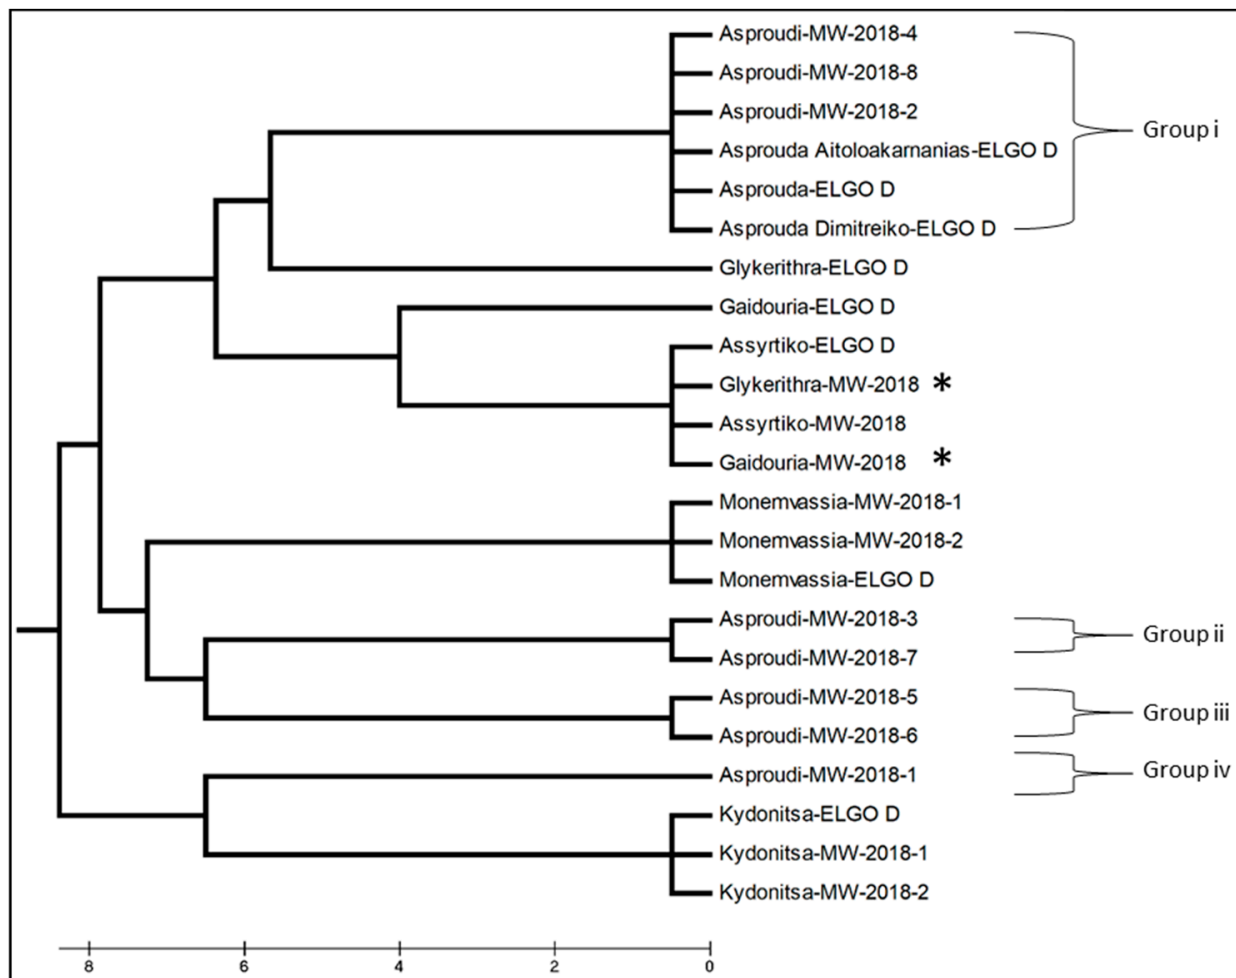 Asproudi-MW-2018-4
Asproudi-MW-2018-8
Asproudi-MW-2018-2
Group i
Asprouda Aitoloakarnanias-ELGO D
Asprouda-ELGO D
Asprouda Dimitreiko-ELGO D
Glykerithra-ELGO D
Gaidouria-ELGO D
Assyrtiko-ELGO D
Glykerithra-MW-2018 *
Assyrtiko-MW-2018
Gaidouria-MW-2018 *
Monemvassia-MW-2018-1
Monemvassia-MW-2018-2
Monemvassia-ELGO D
Asproudi-MW-2018-3
Group ii
Asproudi-MW-2018-7
Asproudi-MW-2018-5
Group iii
Asproudi-MW-2018-6
Group iv
Asproudi-MW-2018-1
Kydonitsa-ELGO D
Kydonitsa-MW-2018-1
Kydonitsa-MW-2018-2
8 6 4 2 0